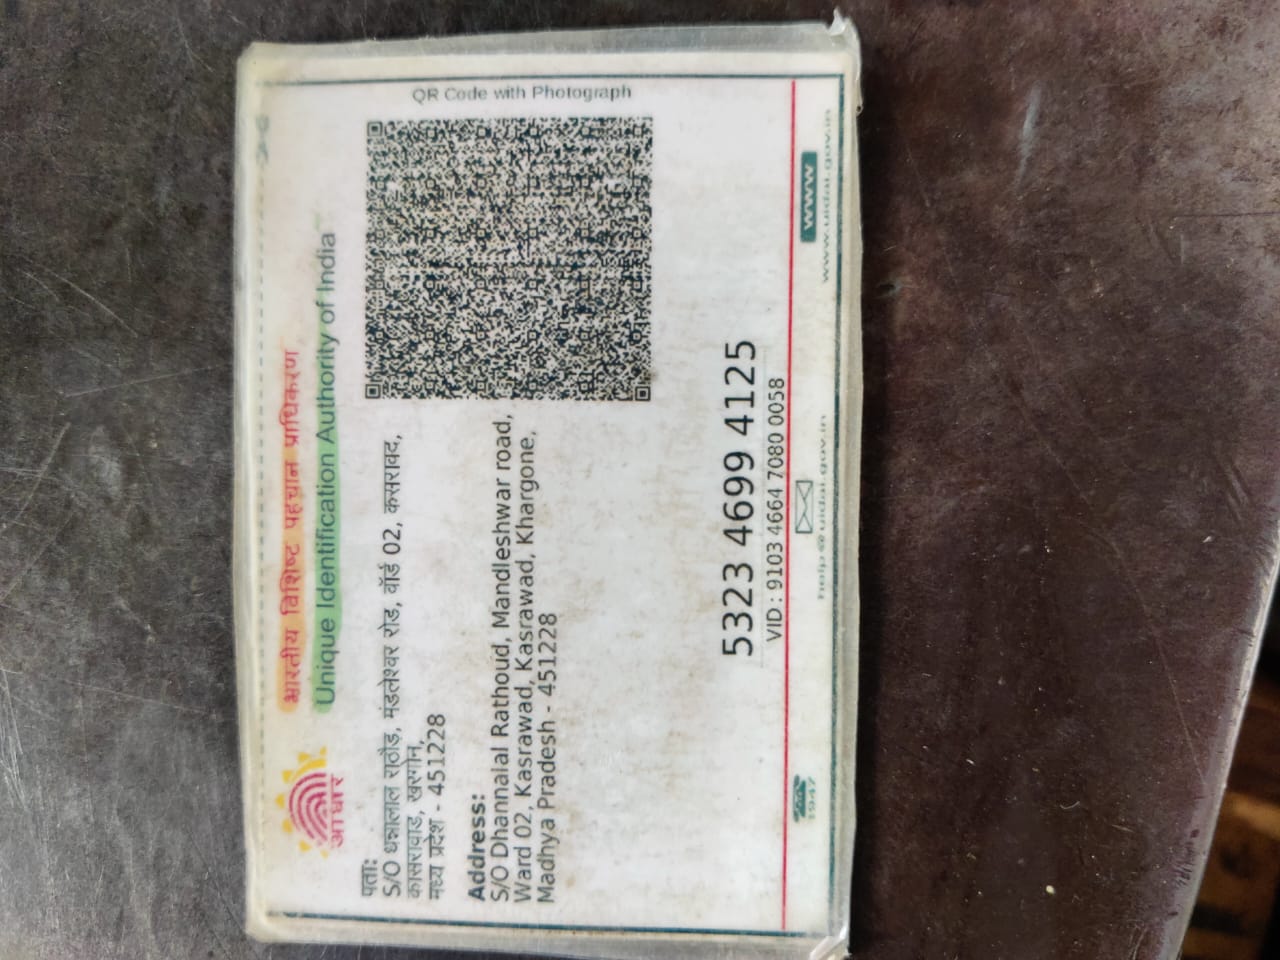 भारतीय विशिष्ट पहचान प्राधिकरण
Unique Identification Authority of India
आधार
पता:
S/O धन्नालाल राठौड़, मंडलेश्वर रोड, वॉर्ड 02, कसरावद,
कासरावाड, खरगोन,
मध्य प्रदेश - 451228
Address:
S/O Dhannalal Rathoud, Mandleshwar road,
Ward 02, Kasrawad, Kasrawad, Khargone,
Madhya Pradesh - 451228
QR Code with Photograph
5323 4699 4125
VID : 9103 4664 7080 0058
1947
help@uidai.gov.in
www
www.uidai.gov.in